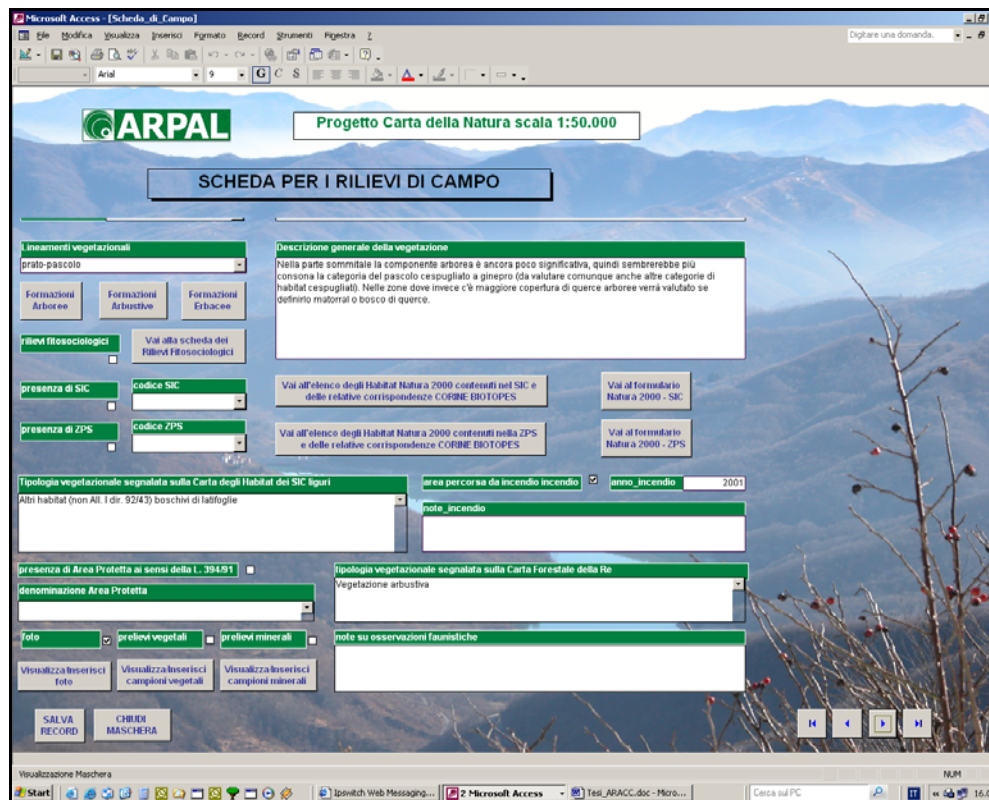 Microsoft Access - [Scheda_di_Campo]
File Modifica Visualizza Inserisci Formato Record Strumenti Finestra ?
Digitare una domanda.
Arial 9 G C S
ARPAL
Progetto Carta della Natura scala 1:50.000
SCHEDA PER I RILIEVI DI CAMPO
Lineamenti vegetazionali
prato-pascolo
Formazioni Arboree
Formazioni Arbustive
Formazioni Erbacee
Descrizione generale della vegetazione
Nella parte sommitale la componente arborea è ancora poco significativa, quindi sembrerebbe più
consona la categoria del pascolo cespugliato a ginepro (da valutare comunque anche altre categorie di
habitat cespugliati). Nelle zone dove invece c'è maggiore copertura di querce arboree verrà valutato se
definirlo matorral o bosco di querce.
rilievi fitosociologici
Vai alla scheda dei
Rilievi Fitosociologici
presenza di SIC
codice SIC
Vai all'elenco degli Habitat Natura 2000 contenuti nel SIC e
delle relative corrispondenze CORINE BIOTOPES
Vai al formulario
Natura 2000 - SIC
presenza di ZPS
codice ZPS
Vai all'elenco degli Habitat Natura 2000 contenuti nella ZPS
e delle relative corrispondenze CORINE BIOTOPES
Vai al formulario
Natura 2000 - ZPS
Tipologia vegetazionale segnalata sulla Carta degli Habitat dei SIC liguri
Altri habitat (non All. I dir. 92/43) boschivi di latifoglie
area percorsa da incendio incendio
anno_incendio
2001
note_incendio
presenza di Area Protetta ai sensi della L. 394/91
denominazione Area Protetta
tipologia vegetazionale segnalata sulla Carta Forestale della Re
Vegetazione arbustiva
foto
prelievi vegetali
prelievi minerali
note su osservazioni faunistiche
Visualizza/Inserisci
foto
Visualizza/Inserisci
campioni vegetali
Visualizza/Inserisci
campioni minerali
SALVA
RECORD
CHIUDI
MASCHERA
Visualizzazione Maschera
NUM
Start
Ipswitch Web Messaging...
2 Microsoft Access
Tesi_ARACC.doc - Micro...
Cerca sul PC
IT